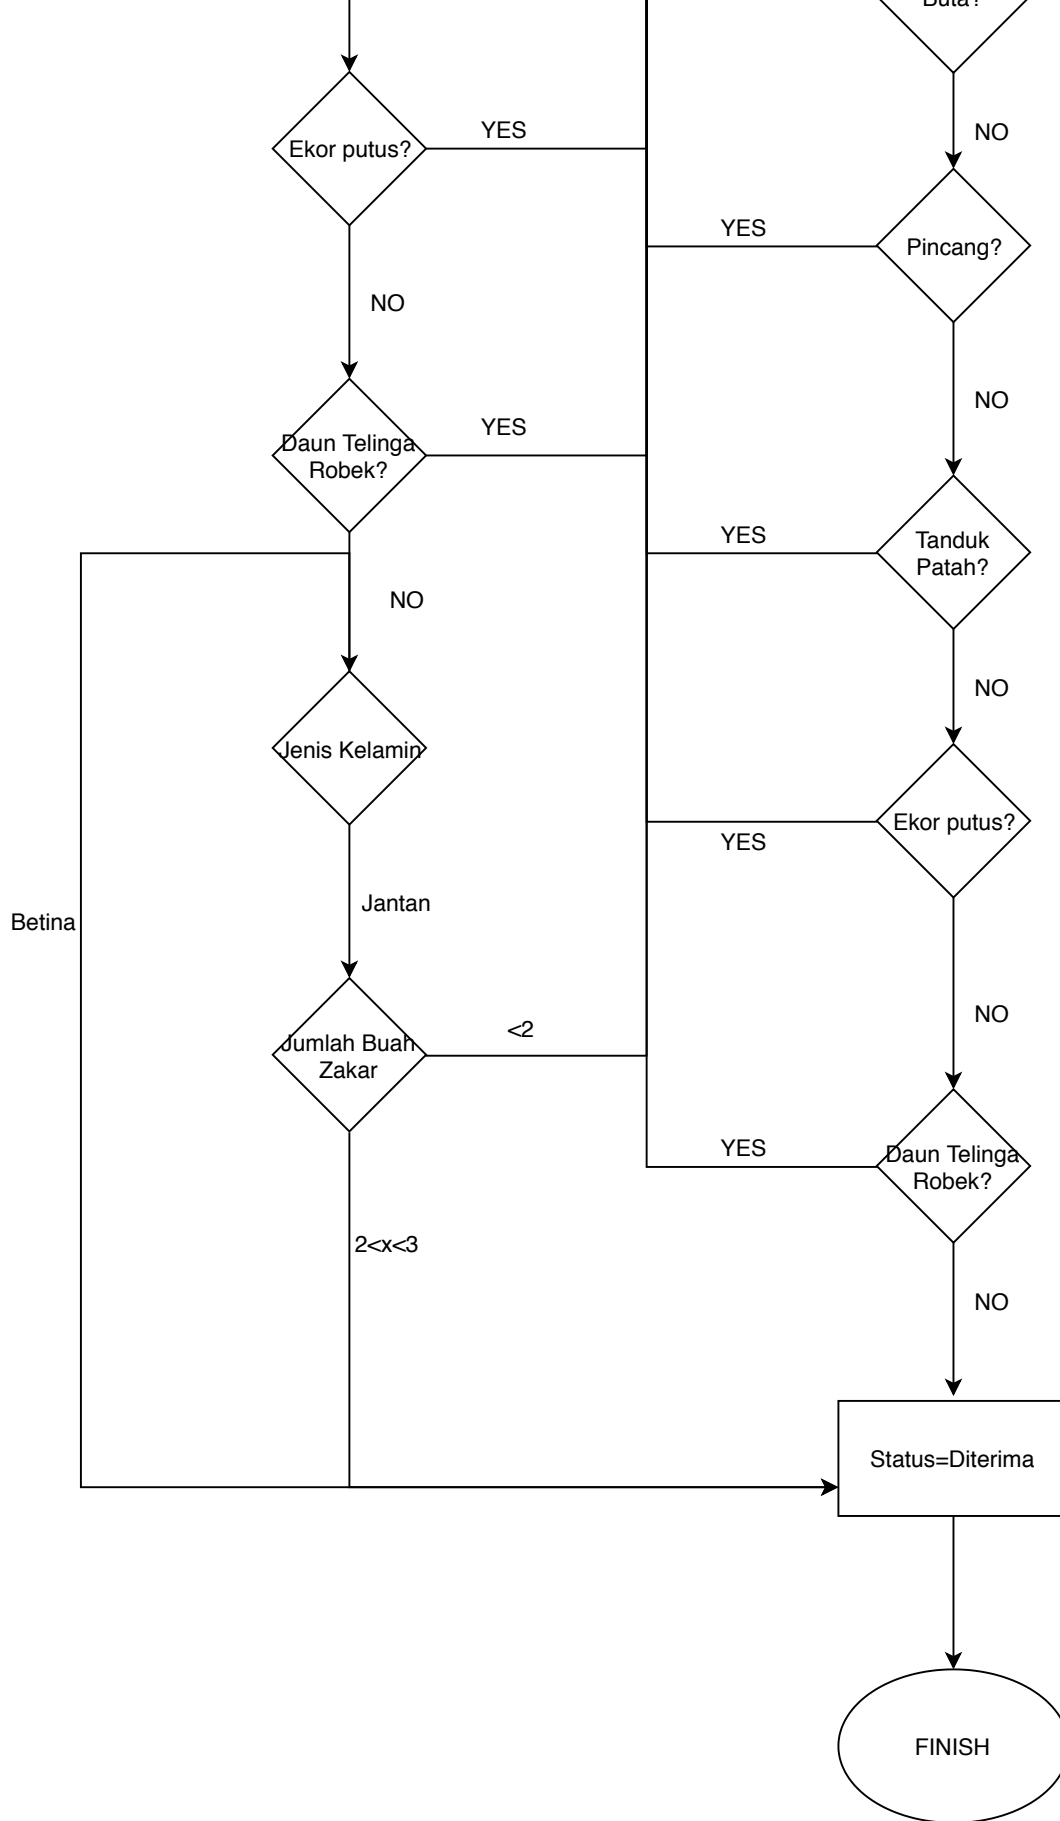 Buta?
NO
YES
Ekor putus?
YES
Pincang?
NO
NO
YES
Daun Telinga
Robek?
YES
Tanduk
Patah?
NO
NO
Jenis Kelamin
Ekor putus?
YES
Jantan
Betina
NO
<2
Jumlah Buah
Zakar
YES
Daun Telinga
Robek?
2<x<3
NO
Status=Diterima
FINISH